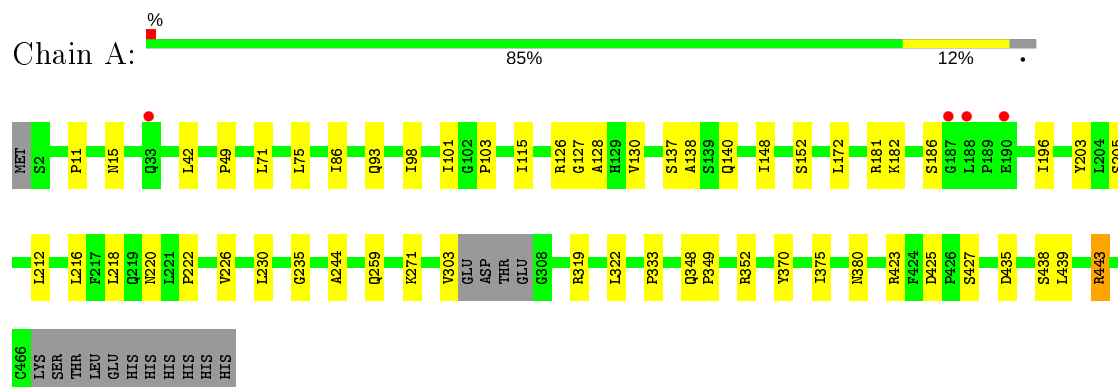 %
Chain A:
85% 12% •
MET S2 P11 N15 Q33 L42 P49 L71 L75 I86 Q93 I98 I101 G102 P103 I115 R126 G127 A128 H129 V130 S137 A138 S139 Q140 I148 S152 L172 R181 K182 S186 G187 L188 P189 E190 I196 Y203 L204 S205
L212 L216 F217 L218 Q219 N220 L221 P222 V226 L230 G235 A244 Q259 K271 V303 GLU ASP THR GLU G308 R319 L322 P333 Q348 P349 R352 Y370 I375 N380 R423 F424 D425 P426 S427 D435 S438 L439 R443
C466 LYS SER THR LEU GLU HIS HIS HIS HIS HIS HIS